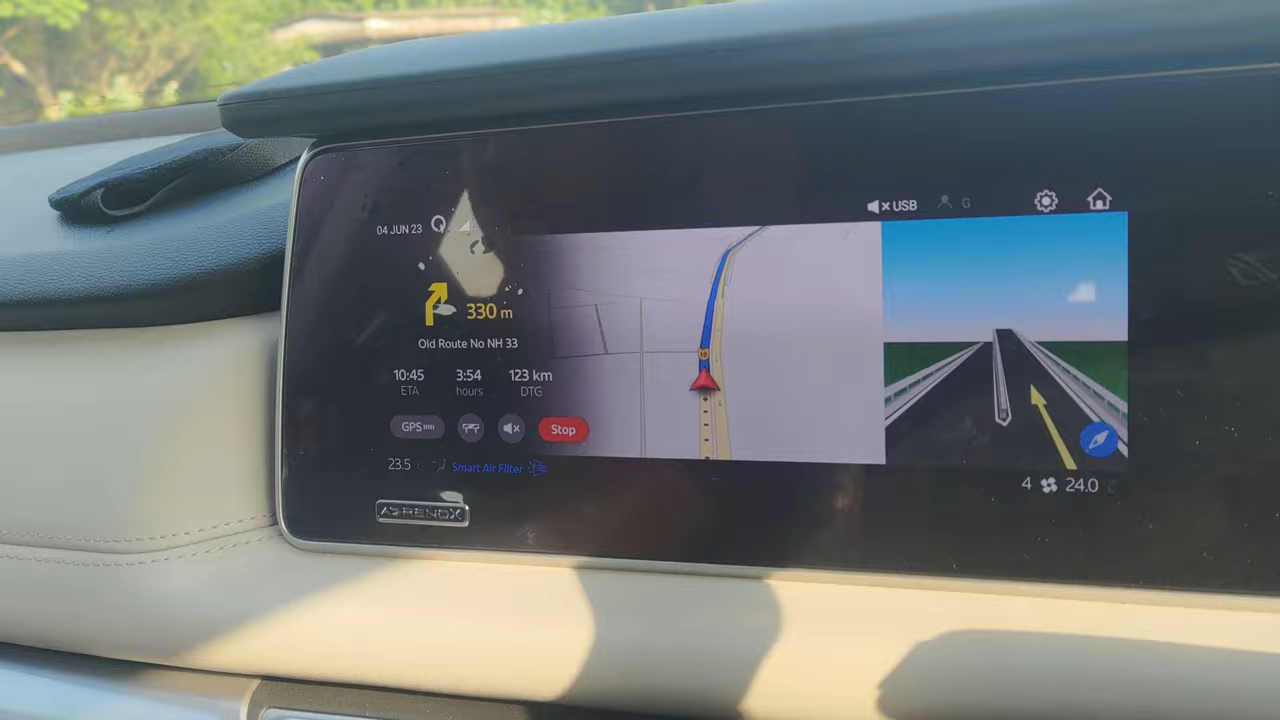 USB G
04 JUN 23
330 m
Old Route No NH 33
10:45 3:54 123 km
ETA hours DTG
GPS Stop
23.5 Smart Air Filter
4 24.0
ADRENOX